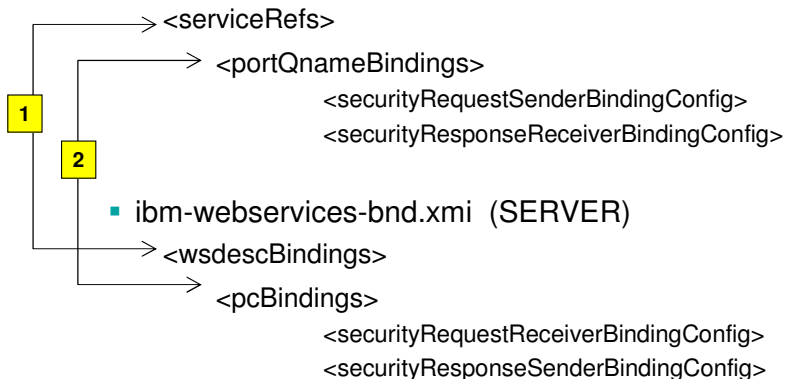 <serviceRefs>
<portQnameBindings>
<securityRequestSenderBindingConfig>
<securityResponseReceiverBindingConfig>
1
2
▪ ibm-webservices-bnd.xmi (SERVER)
<wsdescBindings>
<pcBindings>
<securityRequestReceiverBindingConfig>
<securityResponseSenderBindingConfig>